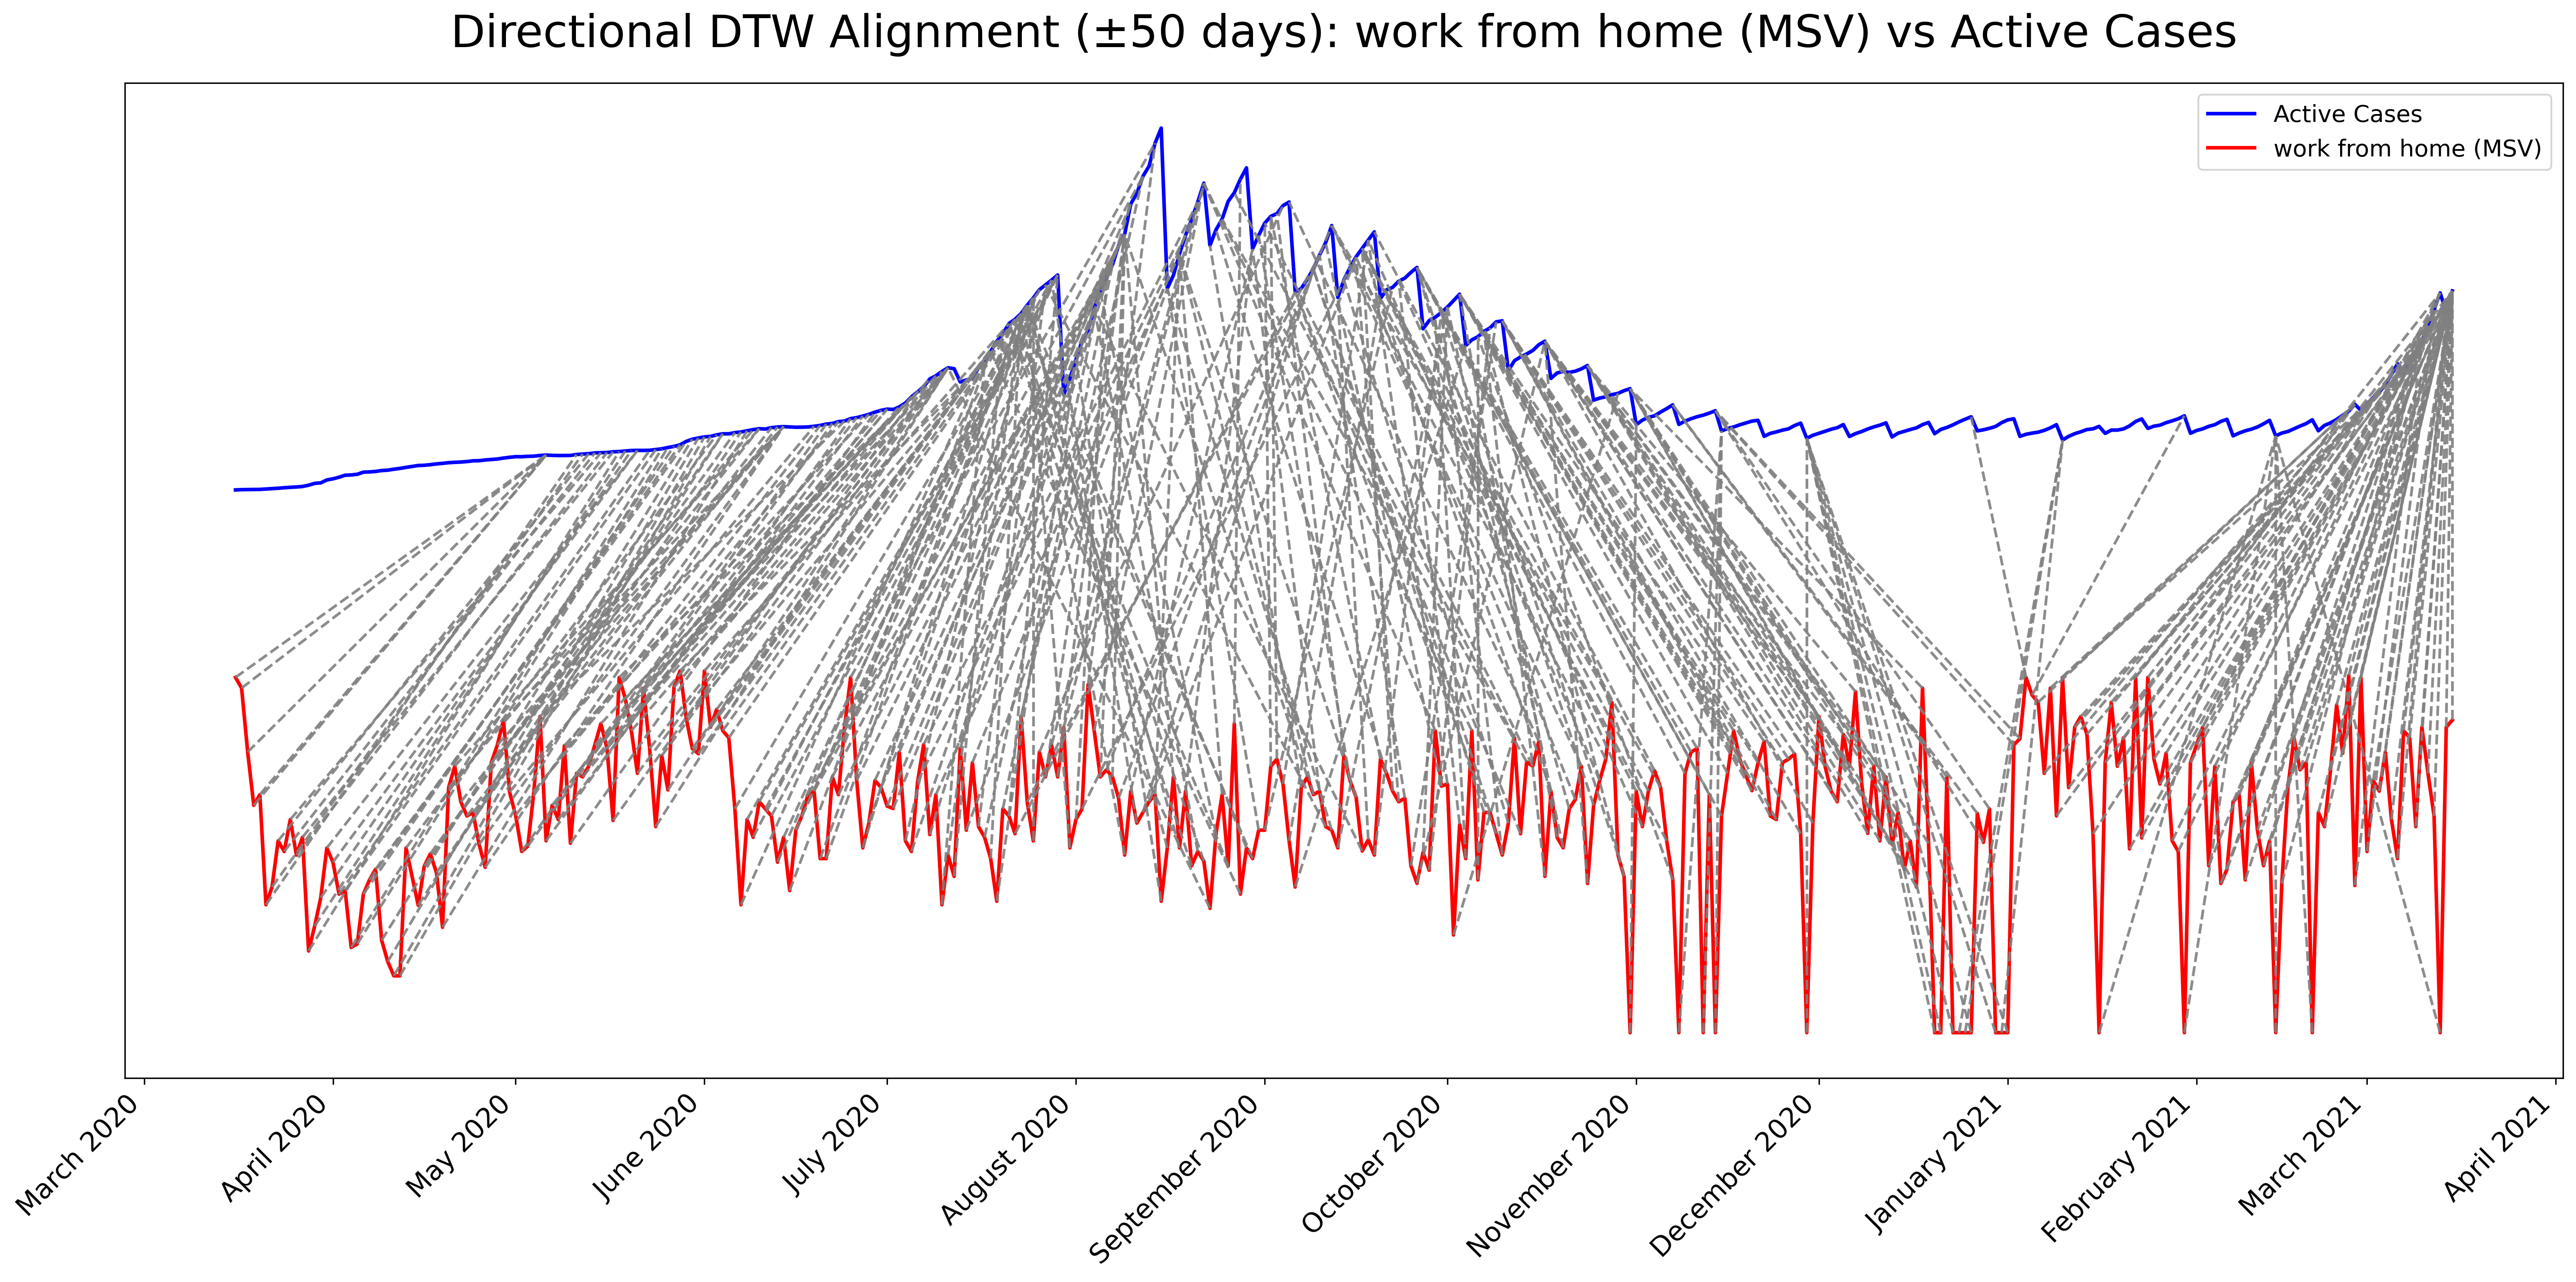 Directional DTW Alignment (±50 days): work from home (MSV) vs Active Cases
Active Cases
work from home (MSV)
March 2020
April 2020
May 2020
June 2020
July 2020
August 2020
September 2020
October 2020
November 2020
December 2020
January 2021
February 2021
March 2021
April 2021